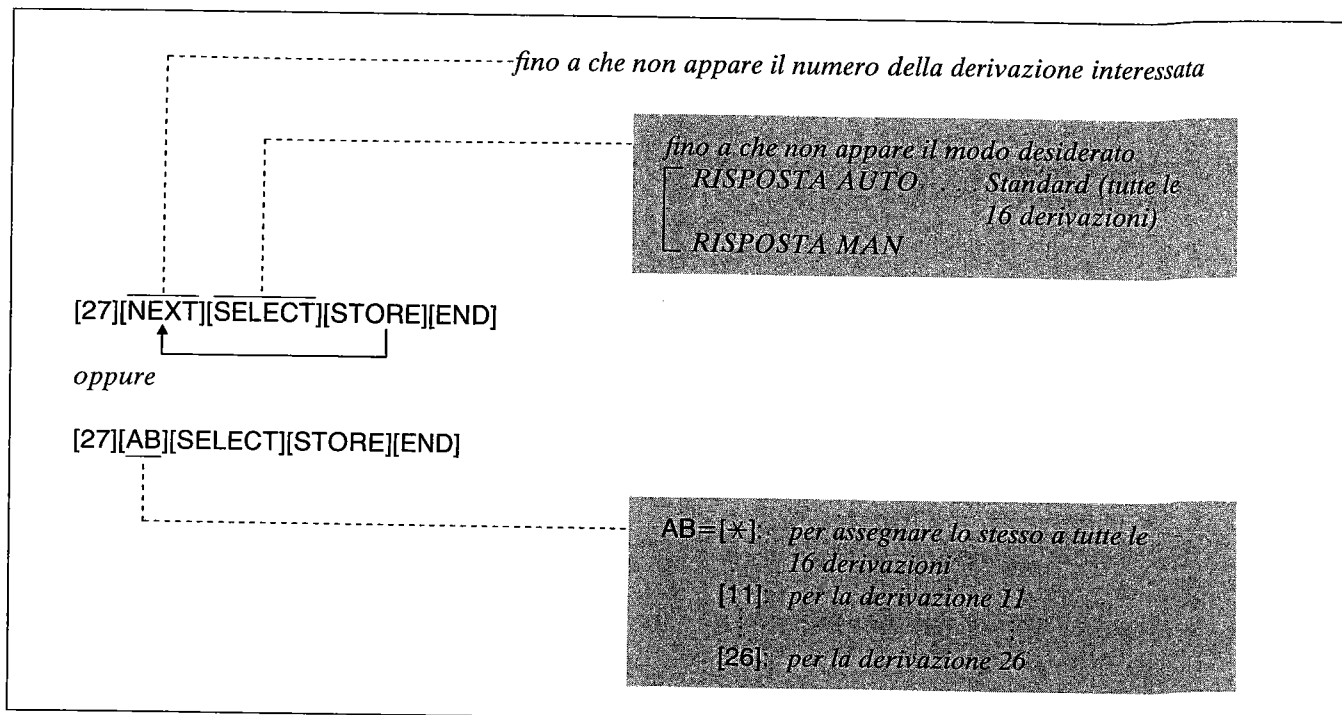 fino a che non appare il numero della derivazione interessata
fino a che non appare il modo desiderato
RISPOSTA AUTO . . . Standard (tutte le
16 derivazioni)
RISPOSTA MAN
[27][NEXT][SELECT][STORE][END]
oppure
[27][AB][SELECT][STORE][END]
AB=[✳]: per assegnare lo stesso a tutte le
16 derivazioni
[11]: per la derivazione 11
[26]: per la derivazione 26